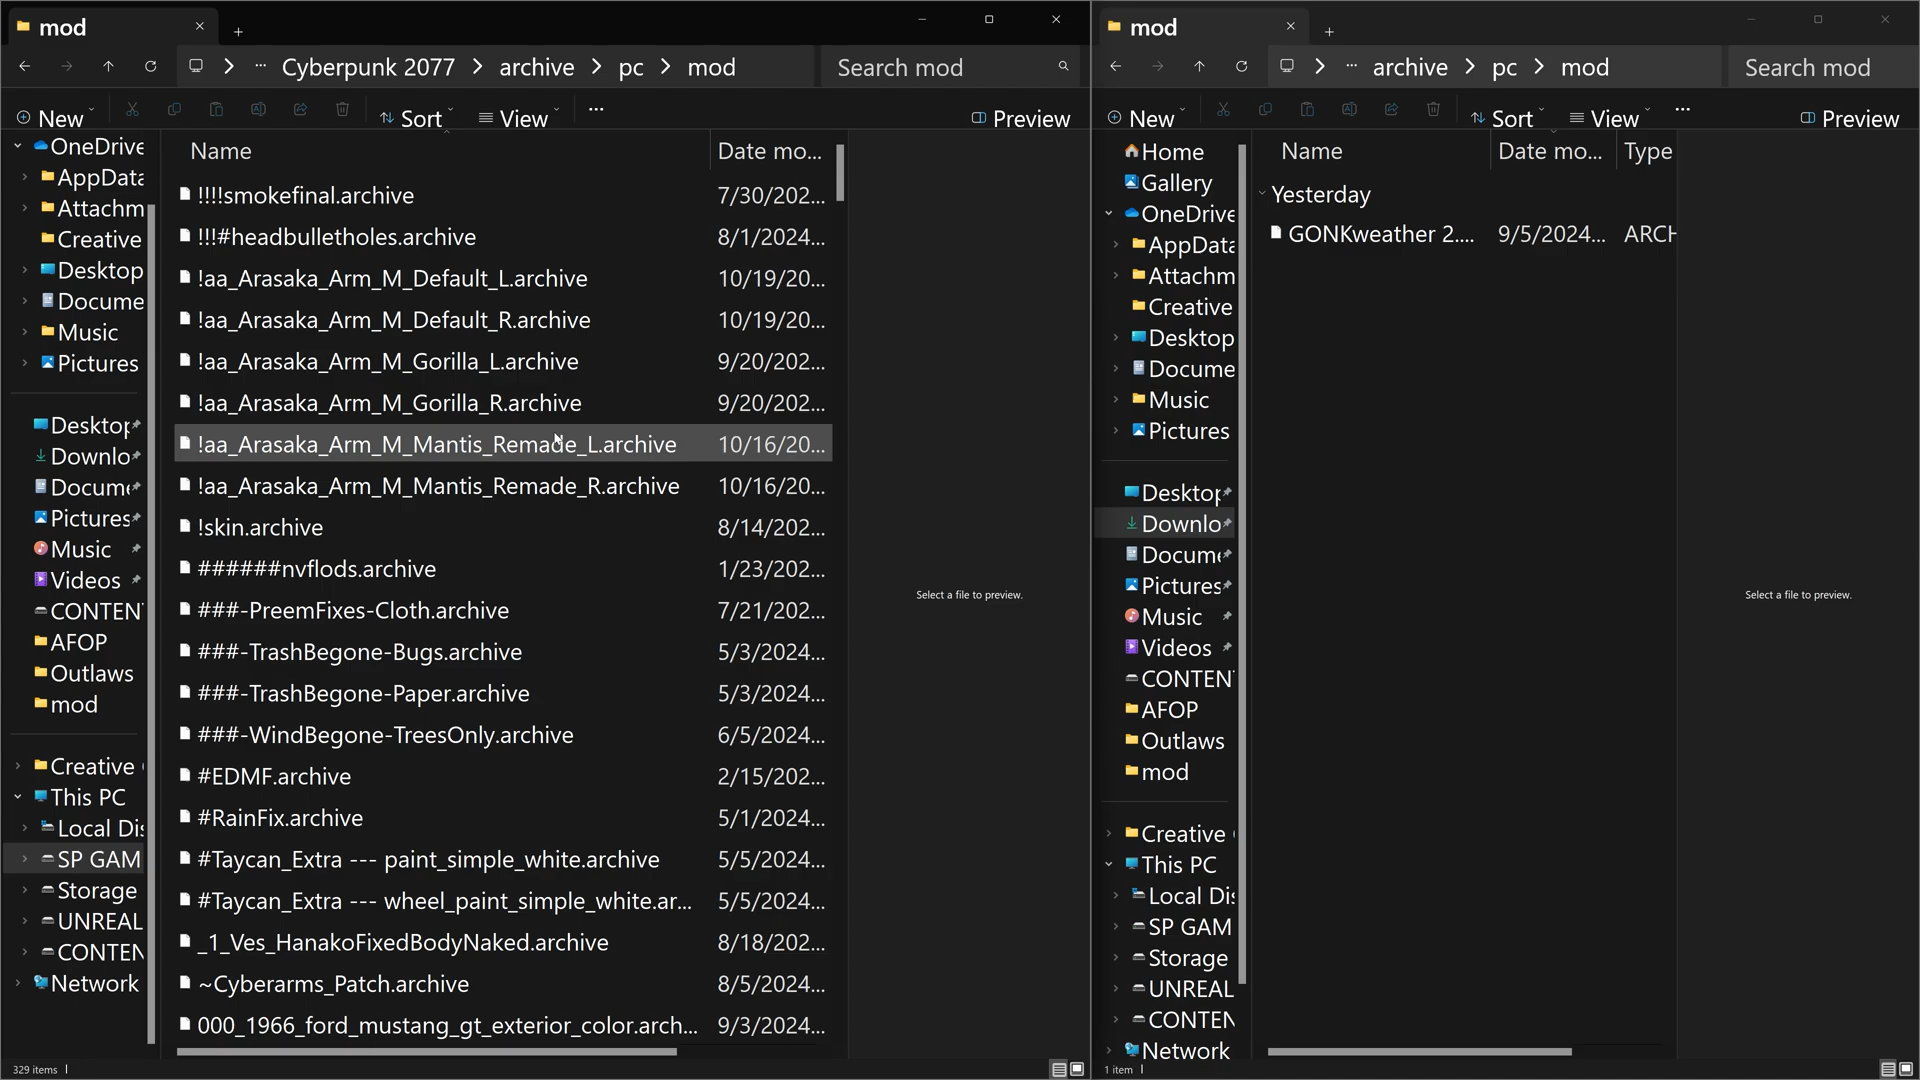 mod
Cyberpunk 2077 archive pc mod
Search mod
New
Sort
View
Preview
OneDrive
AppData
Attachm
Creative
Desktop
Docume
Music
Pictures
Desktop
Downlo
Docume
Pictures
Music
Videos
CONTEN
AFOP
Outlaws
mod
Creative
This PC
Local Dis
SP GAM
Storage
UNREAL
CONTEN
Network
Name Date mo...
!!!!smokefinal.archive 7/30/202...
!!!#headbulletholes.archive 8/1/2024...
!aa_Arasaka_Arm_M_Default_L.archive 10/19/20...
!aa_Arasaka_Arm_M_Default_R.archive 10/19/20...
!aa_Arasaka_Arm_M_Gorilla_L.archive 9/20/202...
!aa_Arasaka_Arm_M_Gorilla_R.archive 9/20/202...
!aa_Arasaka_Arm_M_Mantis_Remade_L.archive 10/16/20...
!aa_Arasaka_Arm_M_Mantis_Remade_R.archive 10/16/20...
!skin.archive 8/14/202...
######nvflods.archive 1/23/202...
###-PreemFixes-Cloth.archive 7/21/202...
###-TrashBegone-Bugs.archive 5/3/2024...
###-TrashBegone-Paper.archive 5/3/2024...
###-WindBegone-TreesOnly.archive 6/5/2024...
#EDMF.archive 2/15/202...
#RainFix.archive 5/1/2024...
#Taycan_Extra --- paint_simple_white.archive 5/5/2024...
#Taycan_Extra --- wheel_paint_simple_white.ar... 5/5/2024...
_1_Ves_HanakoFixedBodyNaked.archive 8/18/202...
~Cyberarms_Patch.archive 8/5/2024...
000_1966_ford_mustang_gt_exterior_color.arch... 9/3/2024...
Select a file to preview.
329 items
mod
archive pc mod
Search mod
New
Sort
View
Preview
Home
Gallery
OneDrive
AppData
Attachm
Creative
Desktop
Docume
Music
Pictures
Desktop
Downlo
Docume
Pictures
Music
Videos
CONTEN
AFOP
Outlaws
mod
Creative
This PC
Local Dis
SP GAM
Storage
UNREAL
CONTEN
Network
Name Date mo... Type
Yesterday
GONKweather 2.... 9/5/2024... ARCH
Select a file to preview.
1 item